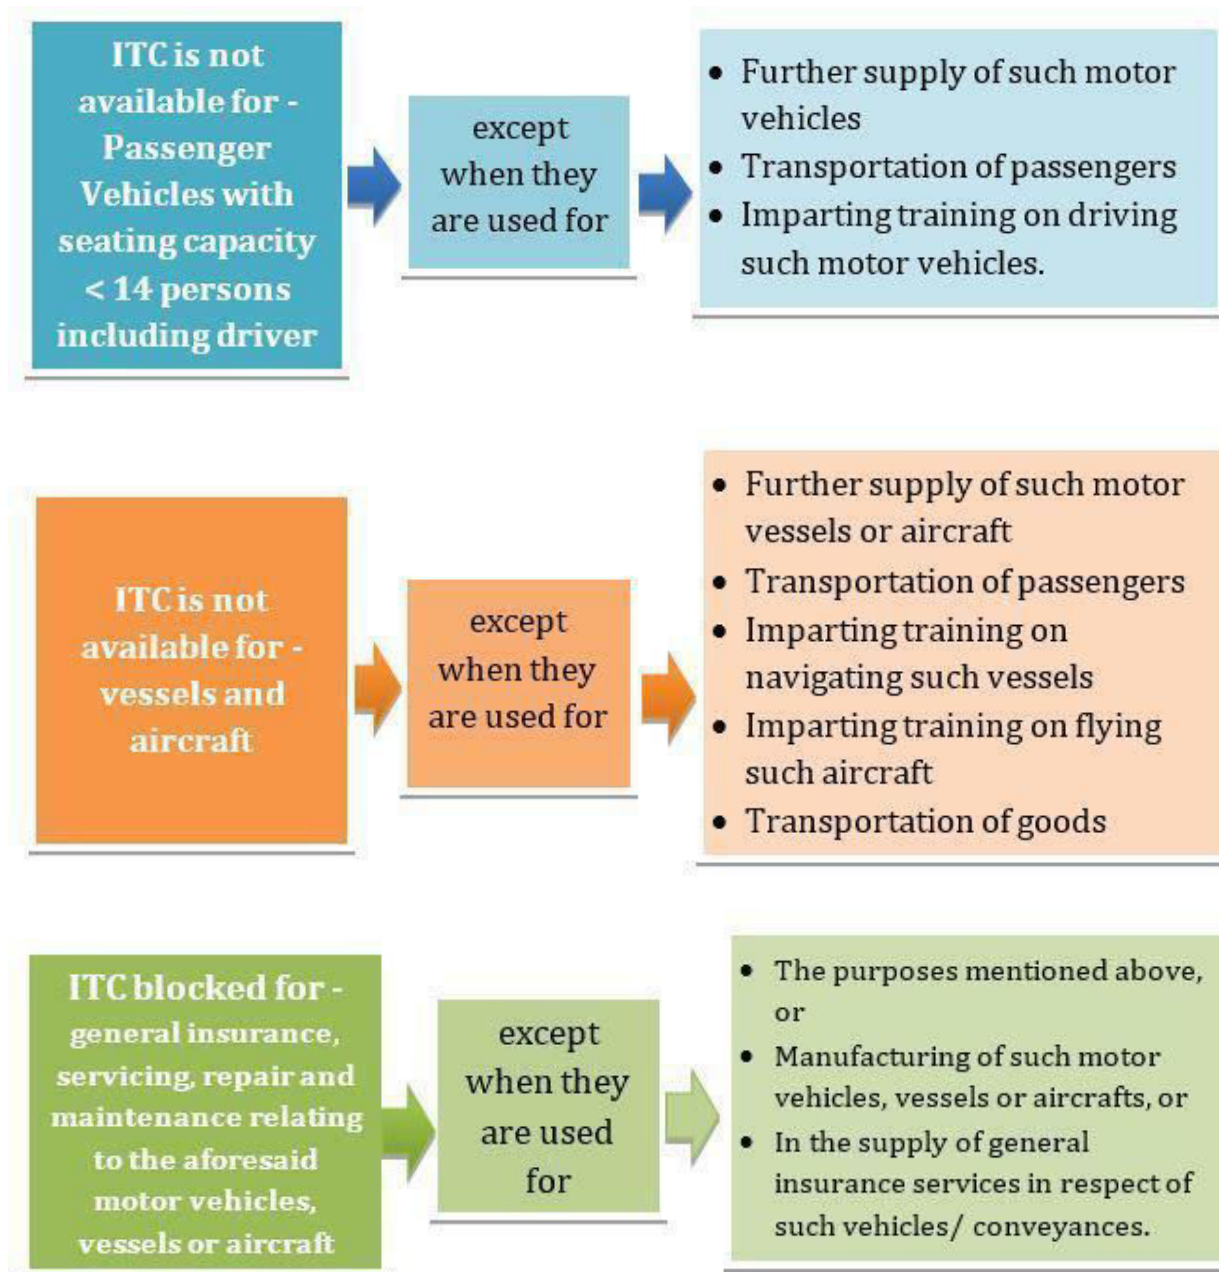 ITC is not
available for -
Passenger
Vehicles with
seating capacity
< 14 persons
including driver
except
when they
are used for
• Further supply of such motor
vehicles
• Transportation of passengers
• Imparting training on driving
such motor vehicles.
ITC is not
available for -
vessels and
aircraft
except
when they
are used for
• Further supply of such motor
vessels or aircraft
• Transportation of passengers
• Imparting training on
navigating such vessels
• Imparting training on flying
such aircraft
• Transportation of goods
ITC blocked for -
general insurance,
servicing, repair and
maintenance relating
to the aforesaid
motor vehicles,
vessels or aircraft
except
when they
are used
for
• The purposes mentioned above,
or
• Manufacturing of such motor
vehicles, vessels or aircrafts, or
• In the supply of general
insurance services in respect of
such vehicles/ conveyances.